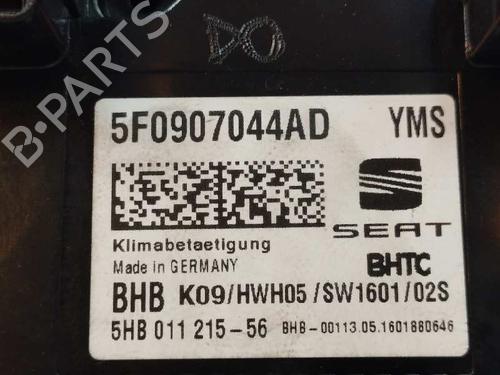 DO
5F0907044AD YMS
SEAT
Klimabetaetigung
BHTC
Made in GERMANY
BHB K09/HWH05/SW1601/02S
5HB 011 215-56 BHB-00113.05.1601880646
B-PARTS